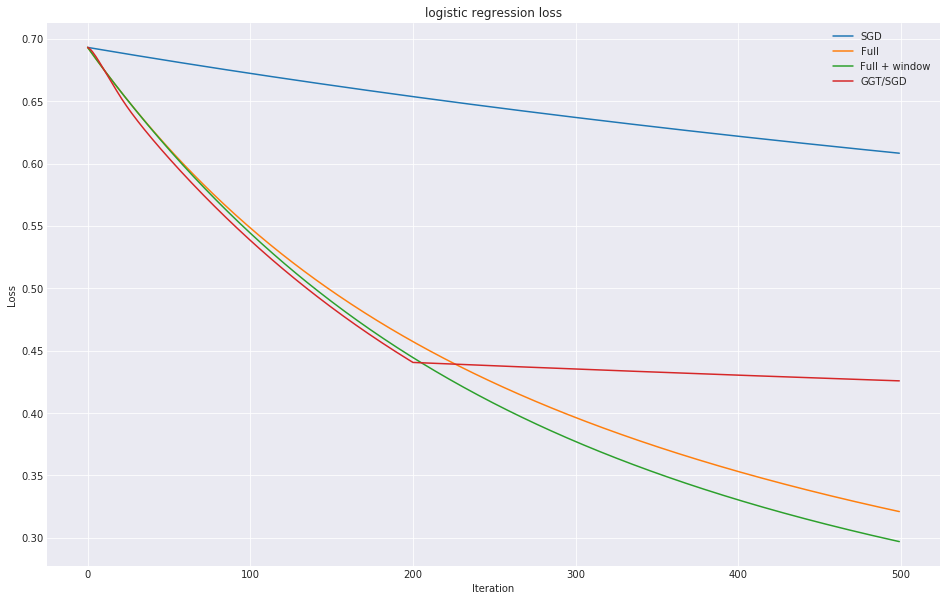 logistic regression loss
SGD
Full
Full + window
GGT/SGD
Loss
0.70
0.65
0.60
0.55
0.50
0.45
0.40
0.35
0.30
0 100 200 300 400 500
Iteration